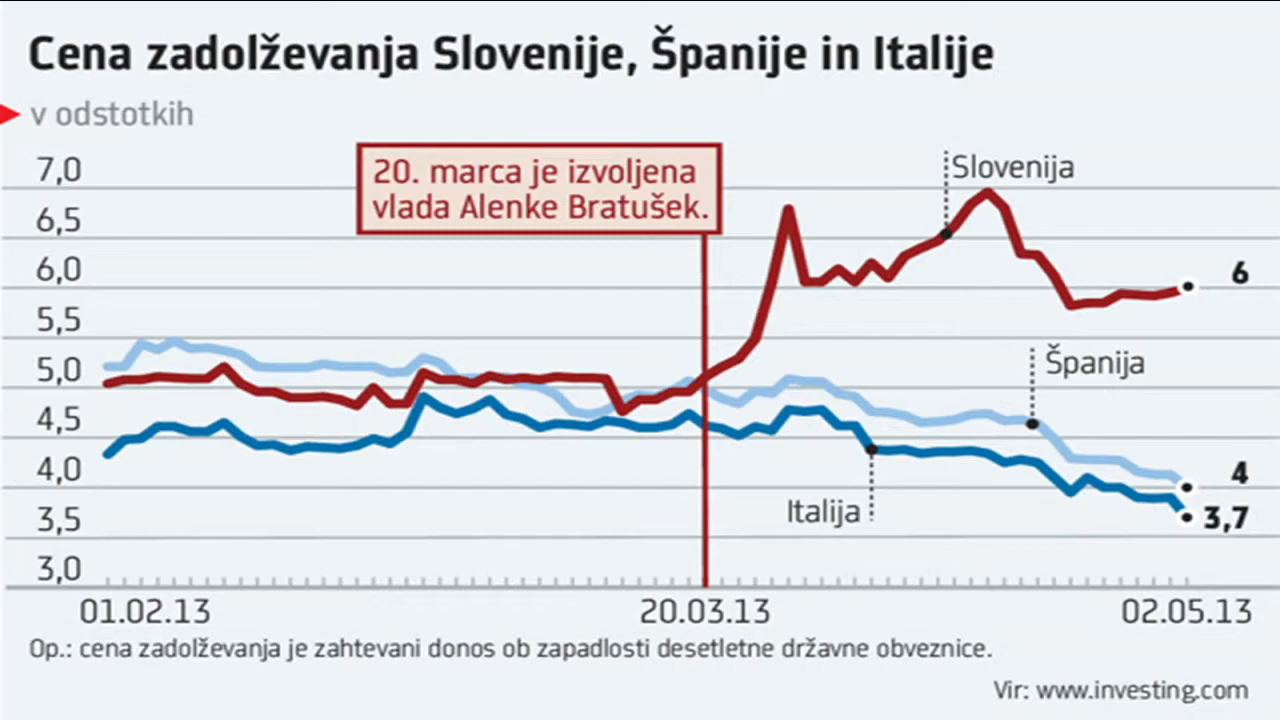 Cena zadolževanja Slovenije, Španije in Italije
v odstotkih
20. marca je izvoljena
vlada Alenke Bratušek.
Slovenija
7,0
6,5
6,0
6
5,5
Španija
5,0
4,5
4,0
4
Italija
3,7
3,5
3,0
01.02.13 20.03.13 02.05.13
Op.: cena zadolževanja je zahtevani donos ob zapadlosti desetletne državne obveznice.
Vir: www.investing.com